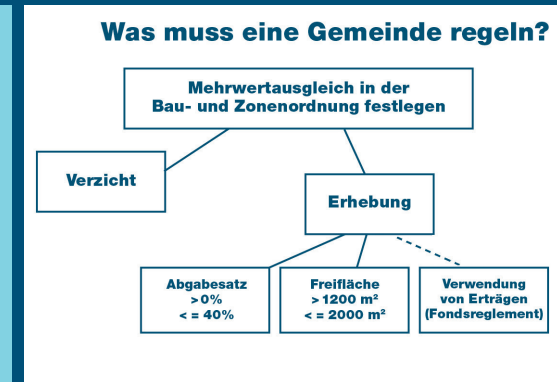 Was muss eine Gemeinde regeln?
Mehrwertausgleich in der
Bau- und Zonenordnung festlegen
Verzicht
Erhebung
Abgabesatz
>0%
< = 40%
Freifläche
> 1200 m²
< = 2000 m²
Verwendung
von Erträgen
(Fondsreglement)